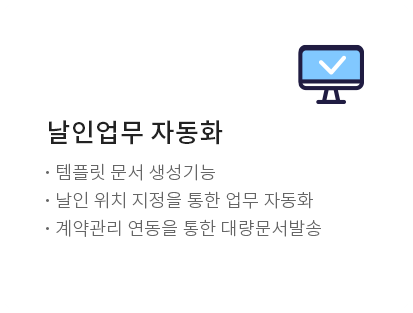 날인업무 자동화
· 템플릿 문서 생성기능
· 날인 위치 지정을 통한 업무 자동화
· 계약관리 연동을 통한 대량문서발송